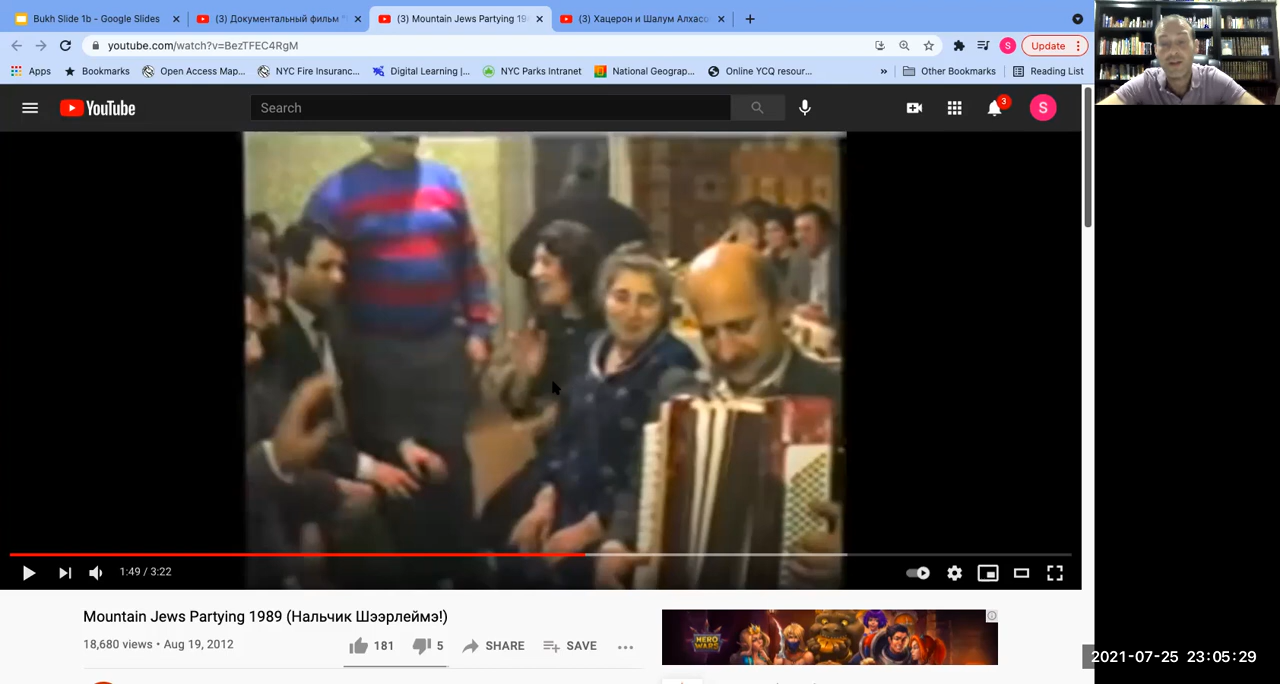 Bukh Slide 1b - Google Slides
(3) Документальный фильм "
(3) Mountain Jews Partying 19
(3) Хацерон и Шалум Алхасо
youtube.com/watch?v=BezTFEC4RgM
S
Update
Apps
Bookmarks
Open Access Map...
NYC Fire Insuranc...
Digital Learning |...
NYC Parks Intranet
National Geograp...
Online YCQ resour...
»
Other Bookmarks
Reading List
YouTube
Search
3
S
1:49 / 3:22
Mountain Jews Partying 1989 (Нальчик Шээрлеймэ!)
18,680 views • Aug 19, 2012
181
5
SHARE
SAVE
HERO WARS
2021-07-25 23:05:29